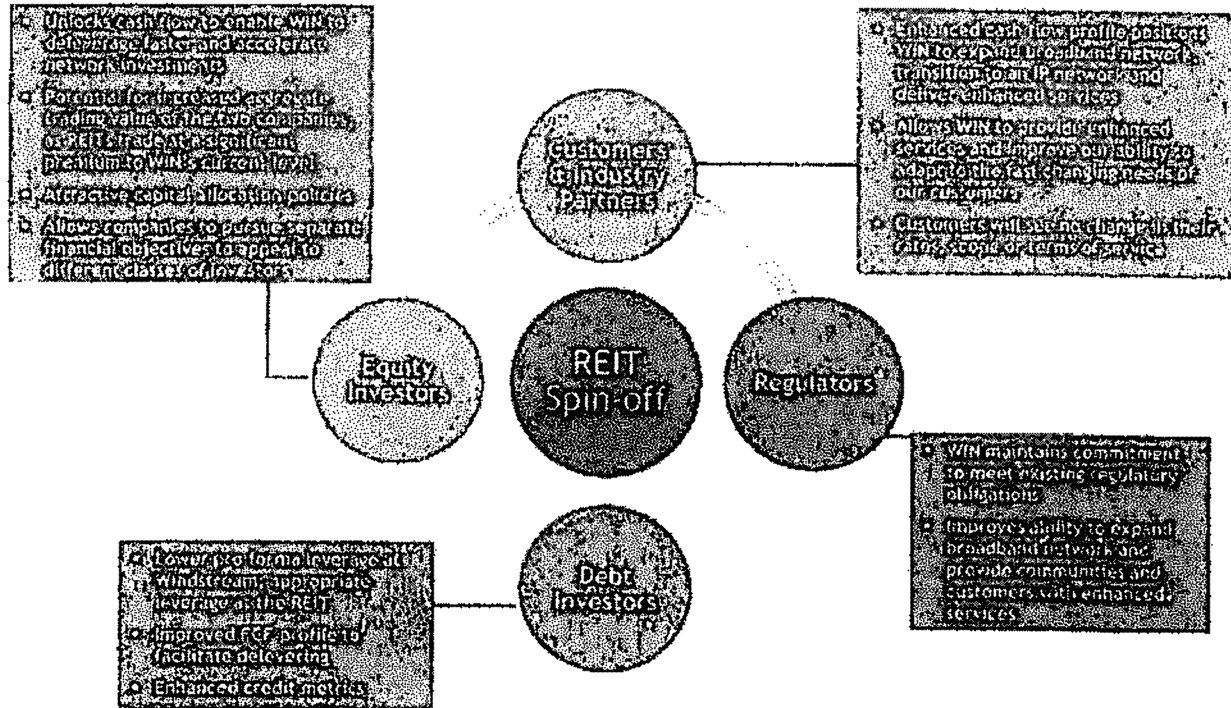 Unlocks cash flow to enable WIN to
deleverage faster and accelerate
network investments
Potential for increased aggregate
trading value of the two companies,
as REITs trade at a significant
premium to WIN's current level
Attractive capital allocation policies
Allows companies to pursue separate
financial objectives to appeal to
different classes of investors
Enhanced cash flow profile positions
WIN to expand broadband network,
transition to an IP network and
deliver enhanced services
Allows WIN to provide enhanced
services and improve our ability to
adapt to the fast changing needs of
our customers
Customers will see no change is their
rates, scope or terms of service
Customers
& Industry
Partners
Equity
Investors
REIT
Spin-off
Regulators
WIN maintains commitment
to meet existing regulatory
obligations
Improves ability to expand
broadband network and
provide communities and
customers with enhanced
services
Lower pro forma leverage at
Windstream, appropriate
leverage as the REIT
Improved FCF profile to
facilitate delevering
Enhanced credit metrics
Debt
Investors